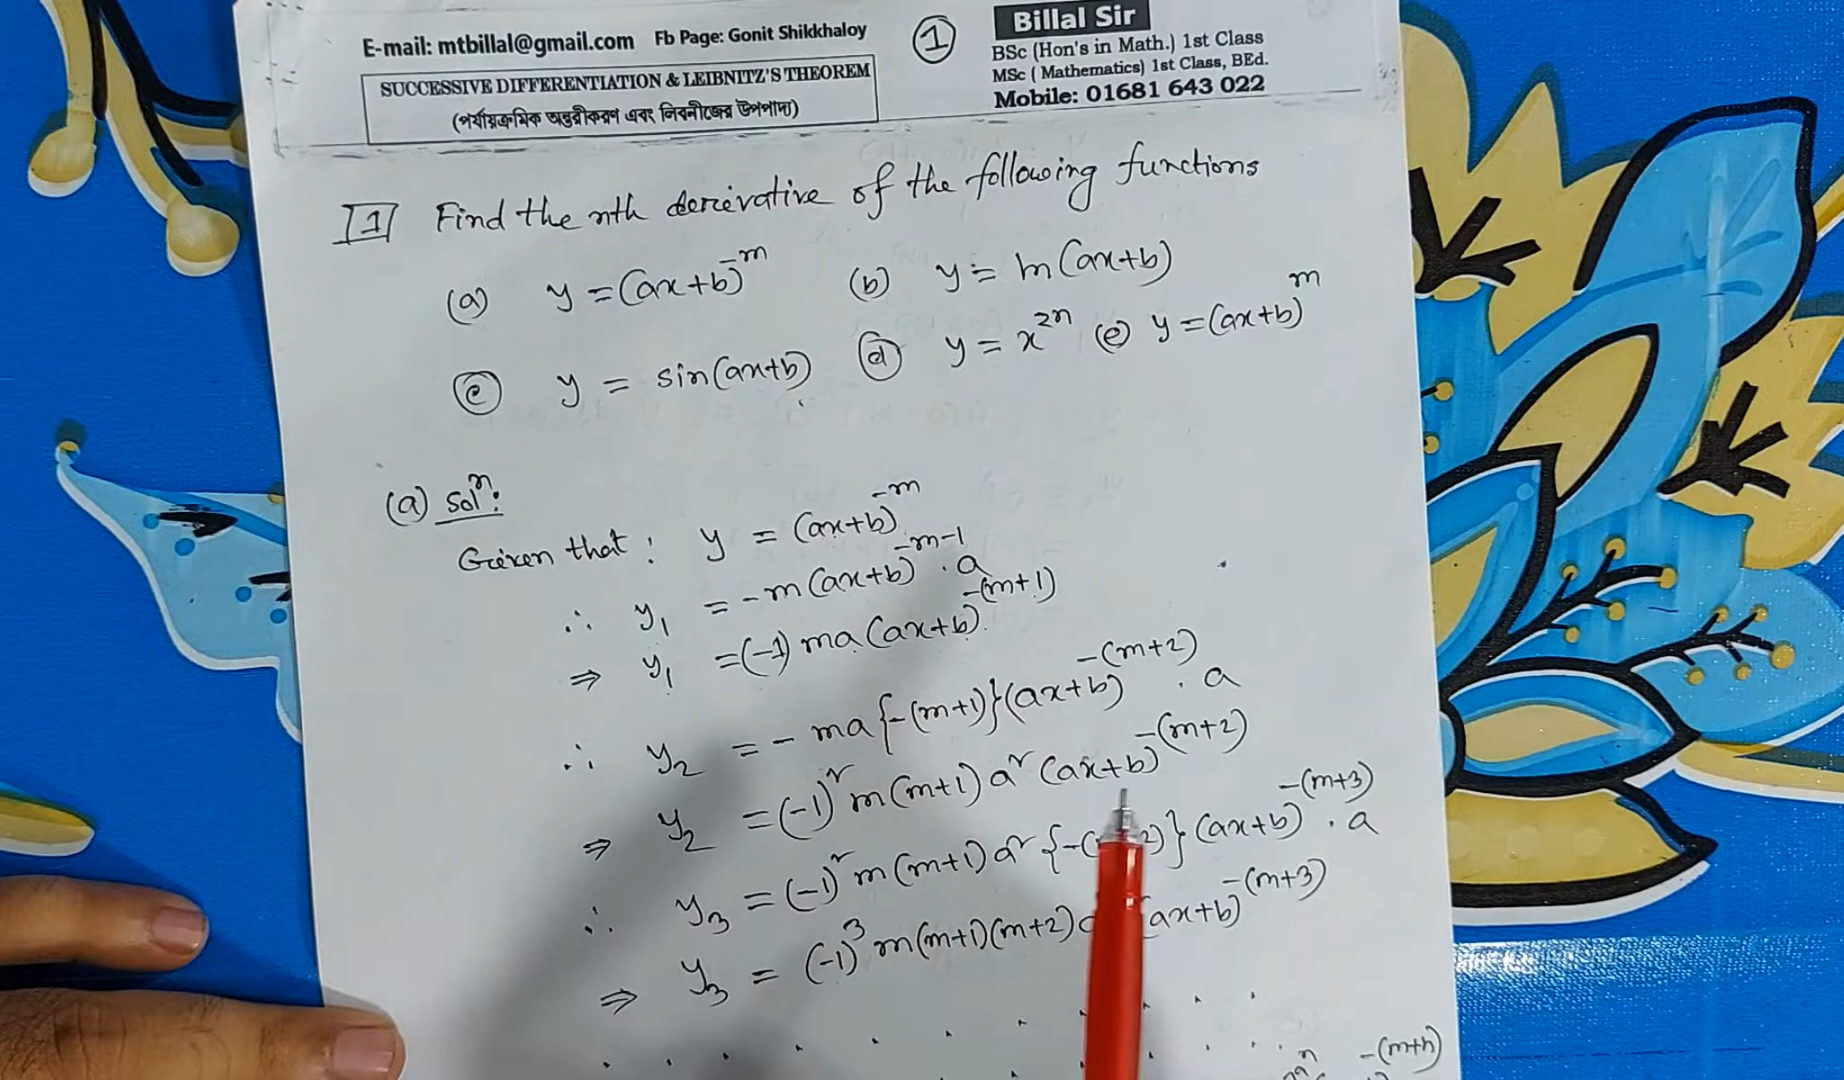 E-mail: mtbillal@gmail.com Fb Page: Gonit Shikkhaloy
SUCCESSIVE DIFFERENTIATION & LEIBNITZ'S THEOREM
(পর্যায়ক্রমিক অন্তরীকরণ এবং লিবনীজের উপপাদ্য)
1
Billal Sir
BSc (Hon's in Math.) 1st Class
MSc ( Mathematics) 1st Class, BEd.
Mobile: 01681 643 022
1 Find the nth derivative of the following functions
(a) y = (ax+b)^{-m} (b) y = ln(ax+b)
(c) y = sin(ax+b) (d) y = x^{2n} (e) y = (ax+b)^{m}
(a) Sol^{n}:
Given that : y = (ax+b)^{-m}
∴ y₁ = -m(ax+b)^{-m-1} . a
⇒ y₁ = (-1) ma (ax+b)^{-(m+1)}
∴ y₂ = - ma {-(m+1)}(ax+b)^{-(m+2)} . a
⇒ y₂ = (-1)^{2} m(m+1) a^{2} (ax+b)^{-(m+2)}
∴ y₃ = (-1)^{2} m(m+1) a^{2} {-( 2)} (ax+b)^{-(m+3)} . a
⇒ y₃ = (-1)^{3} m(m+1)(m+2) (ax+b)^{-(m+3)}
-(m+n)